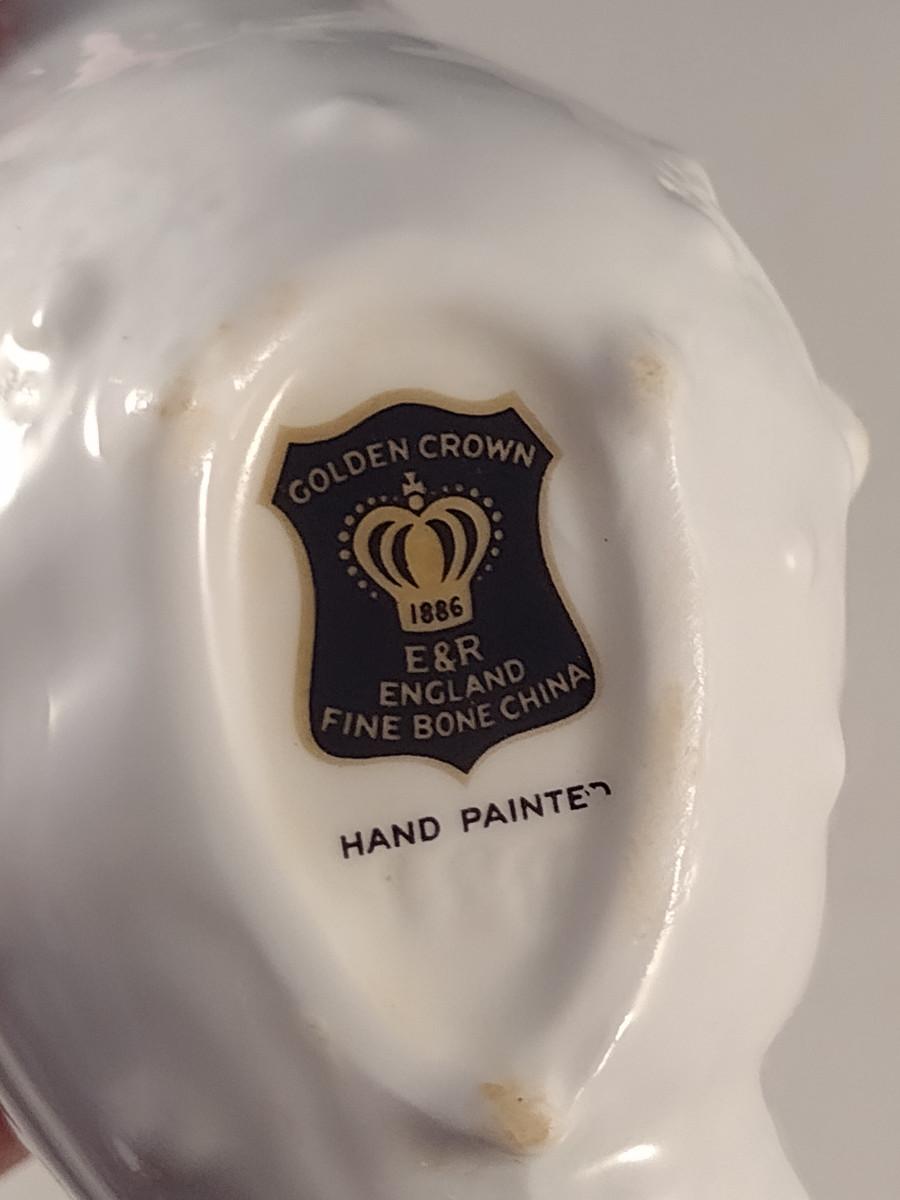 GOLDEN CROWN
1886
E&R
ENGLAND
FINE BONE CHINA
HAND PAINTED